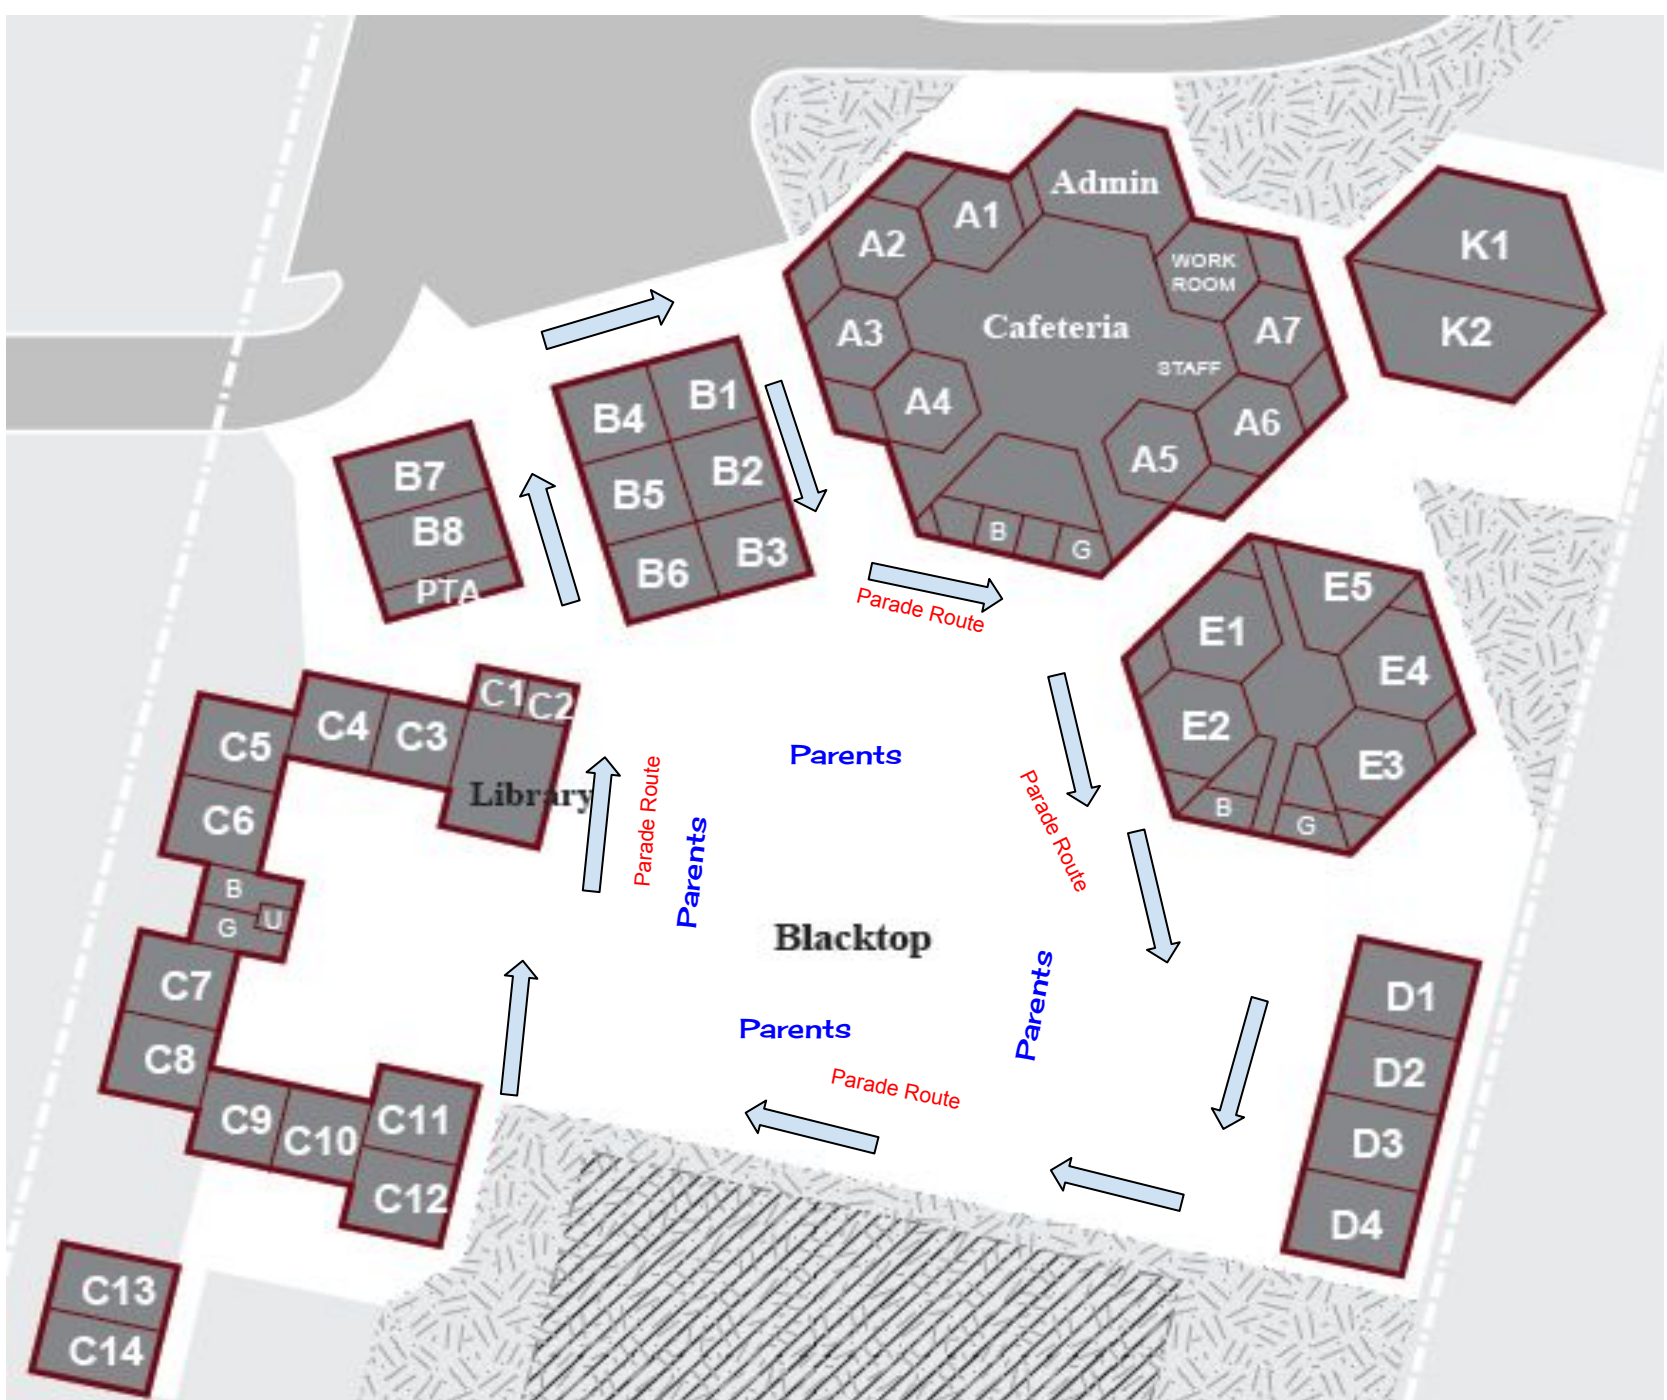 Admin
A1
A2
A3
A4
Cafeteria
WORK
ROOM
STAFF
A7
A6
A5
B
G
K1
K2
B4
B1
B5
B2
B6
B3
B7
B8
PTA
Parade Route
E5
E1
E4
E2
E3
B
G
C1
C2
C4
C3
C5
C6
Library
Parade Route
Parents
Parents
Parade Route
B
G
U
Blacktop
Parents
Parents
Parade Route
C7
C8
C9
C10
C11
C12
C13
C14
D1
D2
D3
D4